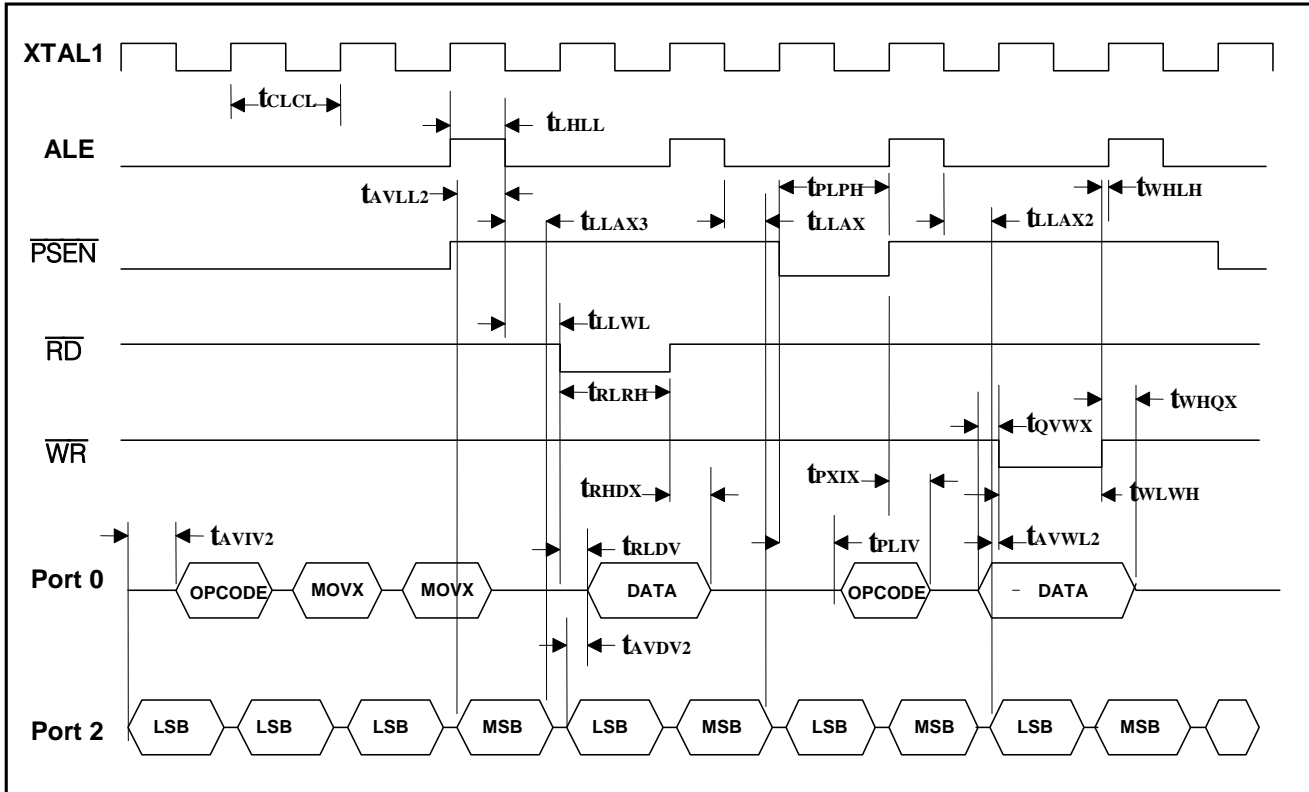 XTAL1
tCLCL
tLHLL
ALE
tAVLL2
tPLPH
tWHLH
tLLAX3
tLLAX
tLLAX2
PSEN
tLLWL
RD
tRLRH
tWHQX
tQVWX
WR
tRHDX
tPXIX
tWLWH
tAVIV2
tRLDV
tPLIV
tAVWL2
Port 0
OPCODE MOVX MOVX DATA OPCODE - DATA
tAVDV2
Port 2
LSB LSB LSB MSB LSB MSB LSB MSB LSB MSB